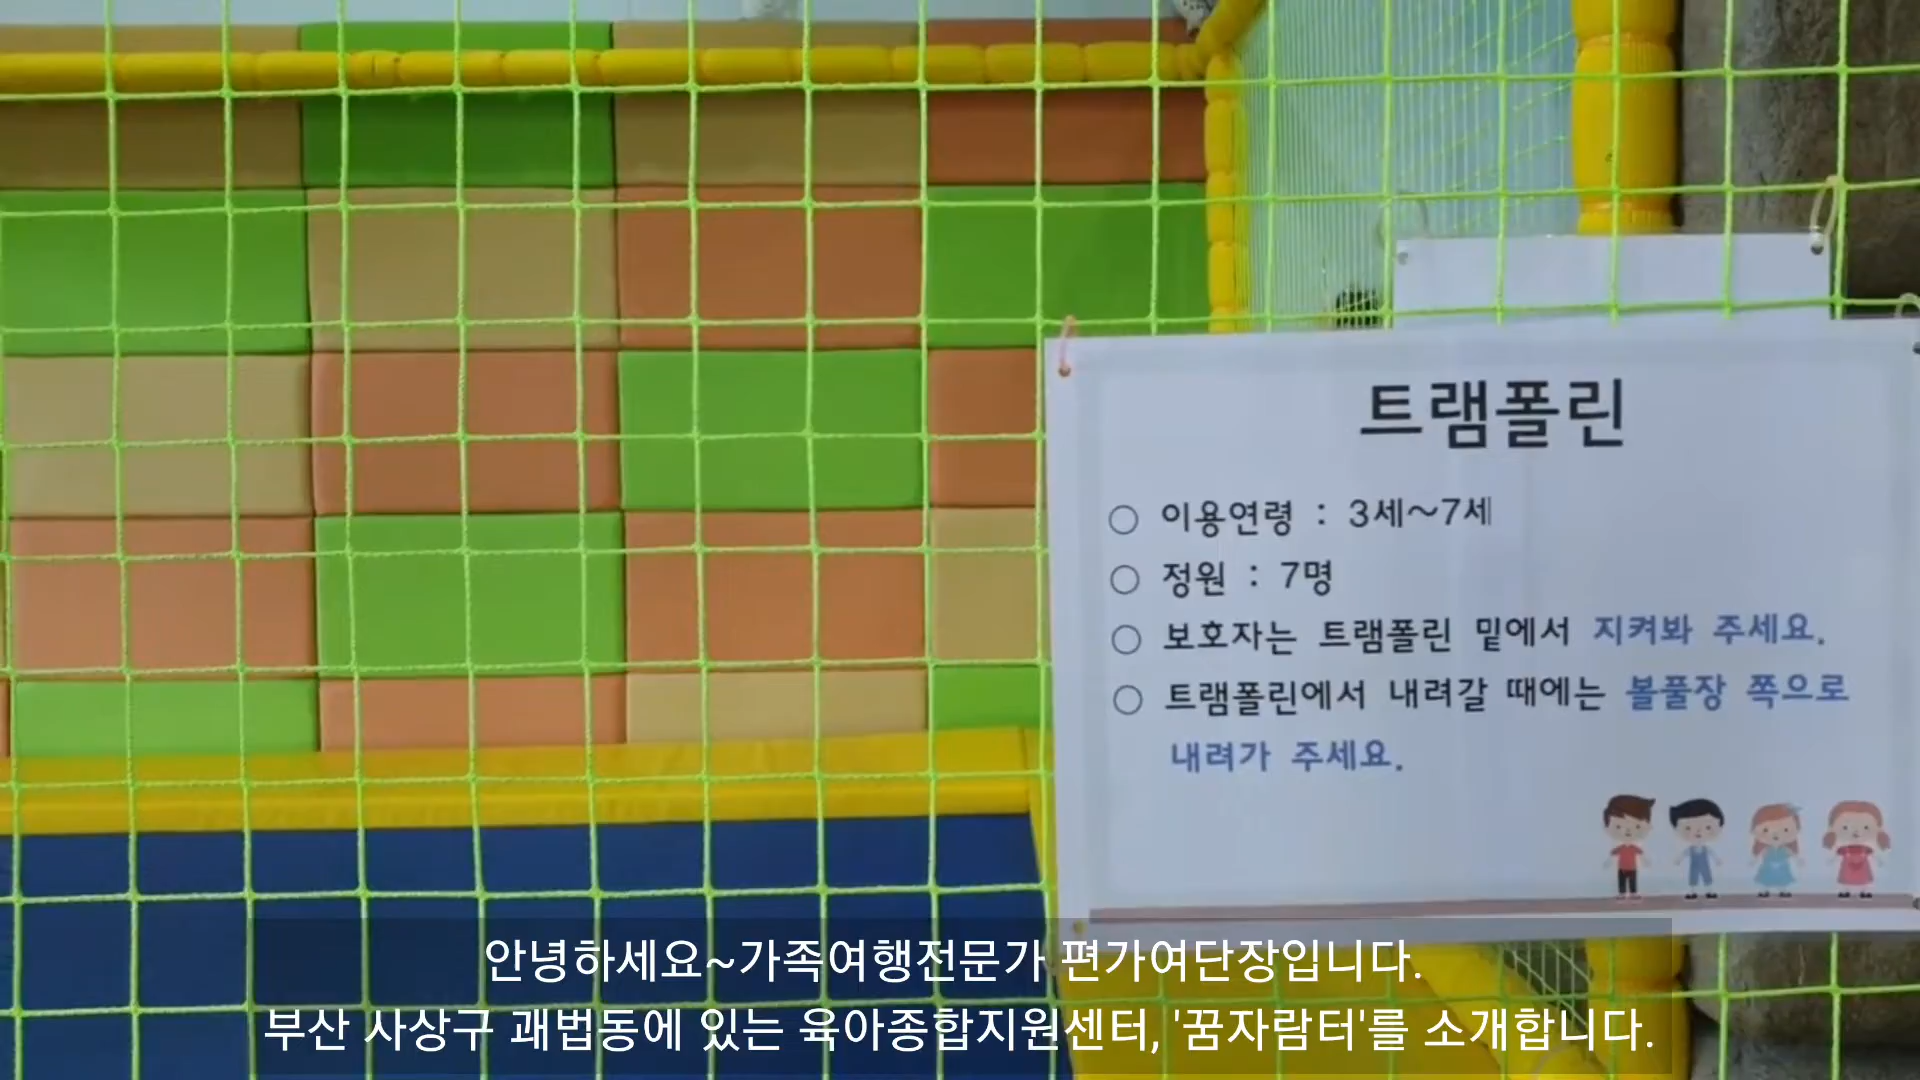 트램폴린
○ 이용연령 : 3세~7세
○ 정원 : 7명
○ 보호자는 트램폴린 밑에서 지켜봐 주세요.
○ 트램폴린에서 내려갈 때에는 볼풀장 쪽으로
내려가 주세요.
안녕하세요~가족여행전문가 편가여단장입니다.
부산 사상구 괘법동에 있는 육아종합지원센터, '꿈자람터'를 소개합니다.